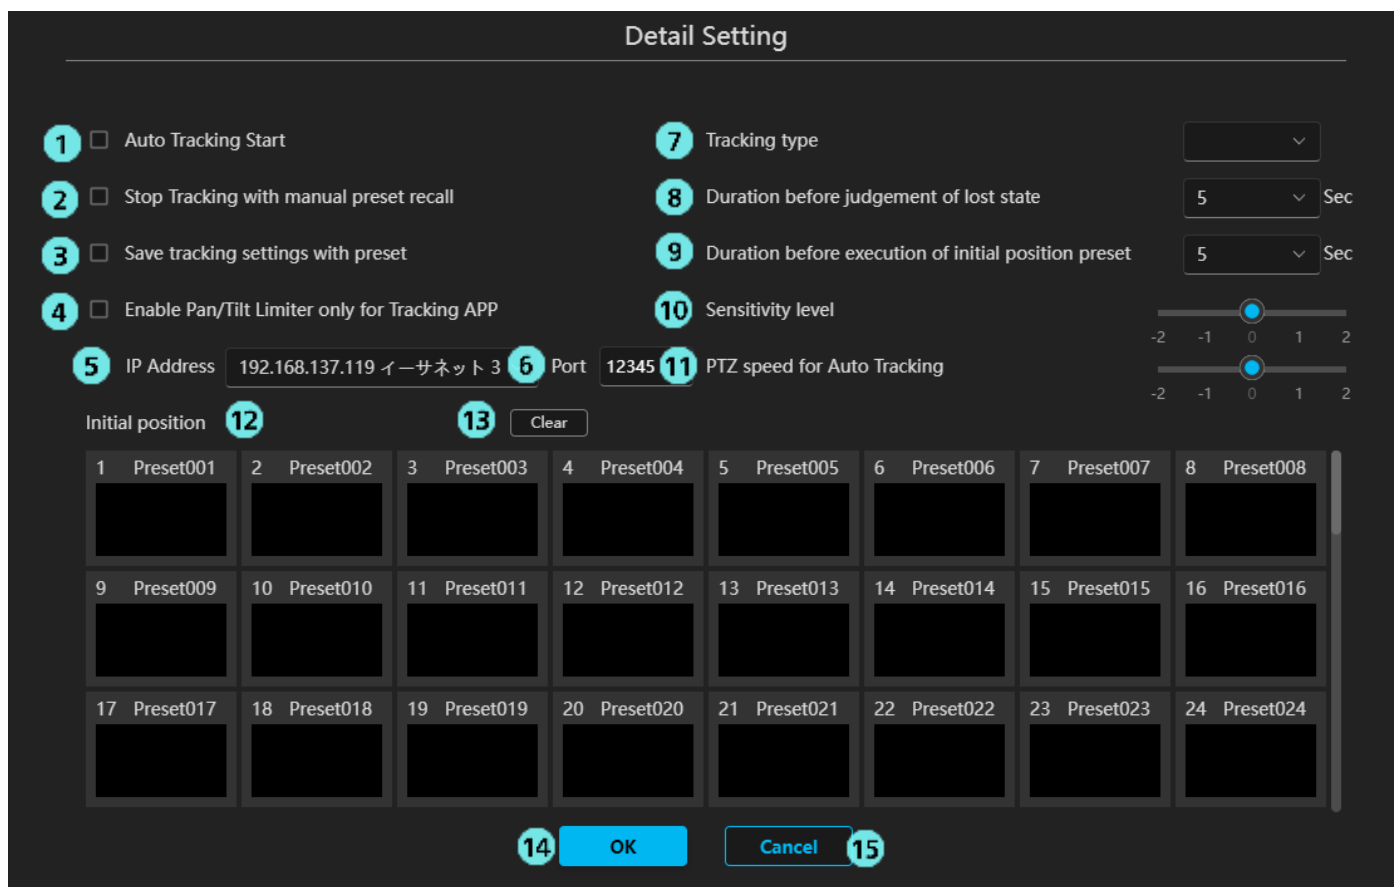 Detail Setting
1 Auto Tracking Start
7 Tracking type
2 Stop Tracking with manual preset recall
8 Duration before judgement of lost state 5 Sec
3 Save tracking settings with preset
9 Duration before execution of initial position preset 5 Sec
4 Enable Pan/Tilt Limiter only for Tracking APP
10 Sensitivity level
-2 -1 0 1 2
5 IP Address 192.168.137.119 イーサネット 3 6 Port 12345
11 PTZ speed for Auto Tracking
-2 -1 0 1 2
Initial position 12 13 Clear
1 Preset001 2 Preset002 3 Preset003 4 Preset004 5 Preset005 6 Preset006 7 Preset007 8 Preset008
9 Preset009 10 Preset010 11 Preset011 12 Preset012 13 Preset013 14 Preset014 15 Preset015 16 Preset016
17 Preset017 18 Preset018 19 Preset019 20 Preset020 21 Preset021 22 Preset022 23 Preset023 24 Preset024
14 OK Cancel 15